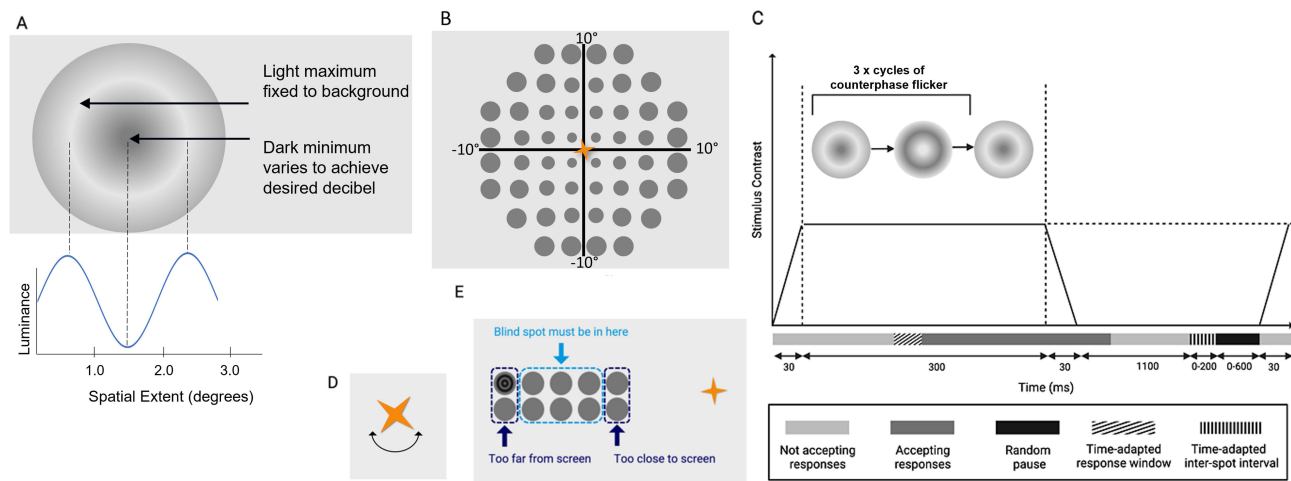 A
Light maximum
fixed to background
Dark minimum
varies to achieve
desired decibel
Luminance
1.0 2.0 3.0
Spatial Extent (degrees)
B
10°
-10° 10°
-10°
C
3 x cycles of
counterphase flicker
Stimulus Contrast
30 300 30 1100 0-200 0-600 30
Time (ms)
Not accepting
responses
Accepting
responses
Random
pause
Time-adapted
response window
Time-adapted
inter-spot interval
D
E
Blind spot must be in here
Too far from screen
Too close to screen